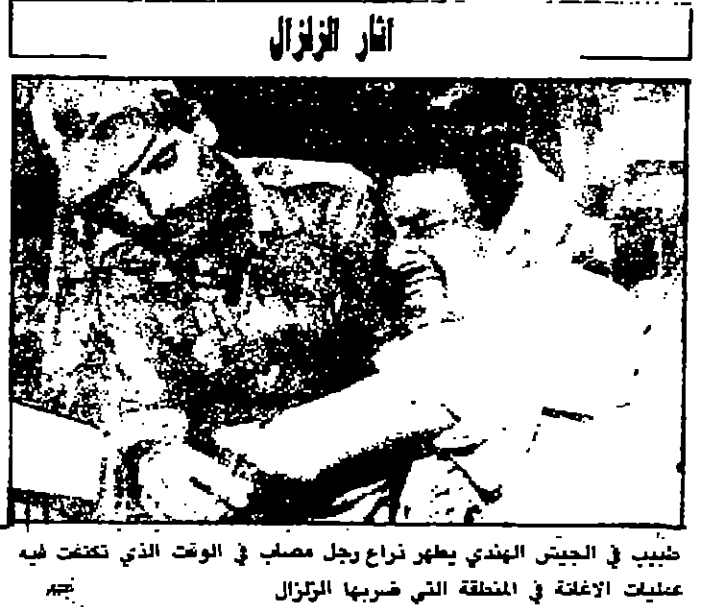 آثار الزلزال
طبيب في الجيش الهندي يطهر ذراع رجل مصاب في الوقت الذي تكثفت فيه
عمليات الاغاثة في المنطقة التي ضربها الزلزال